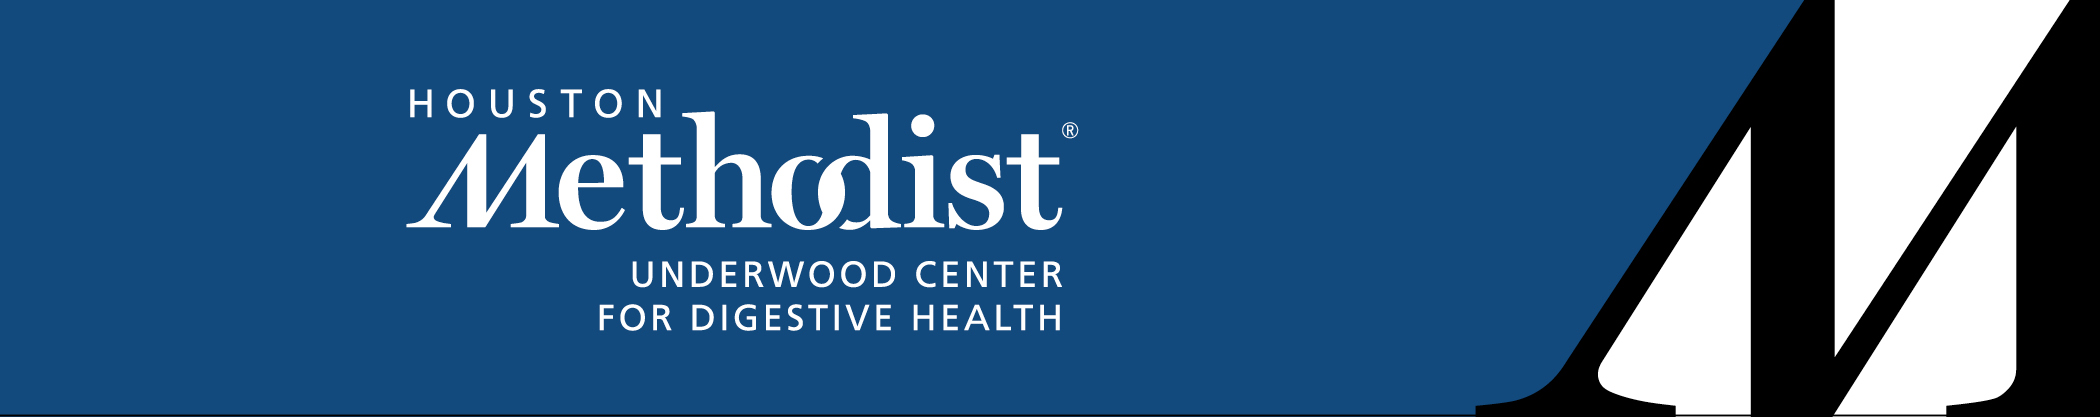 HOUSTON
Methodist®
UNDERWOOD CENTER
FOR DIGESTIVE HEALTH
M